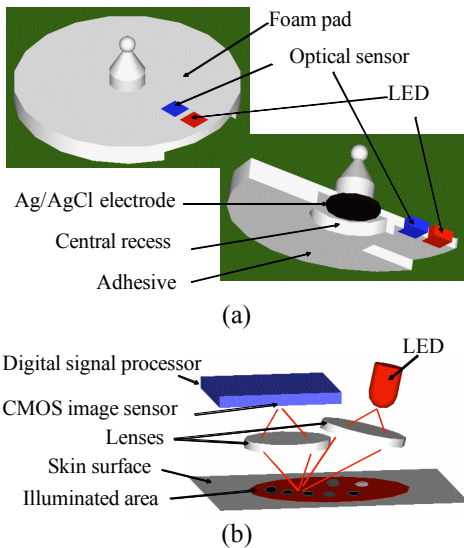 Foam pad
Optical sensor
LED
Ag/AgCl electrode
Central recess
Adhesive
(a)
LED
Digital signal processor
CMOS image sensor
Lenses
Skin surface
Illuminated area
(b)